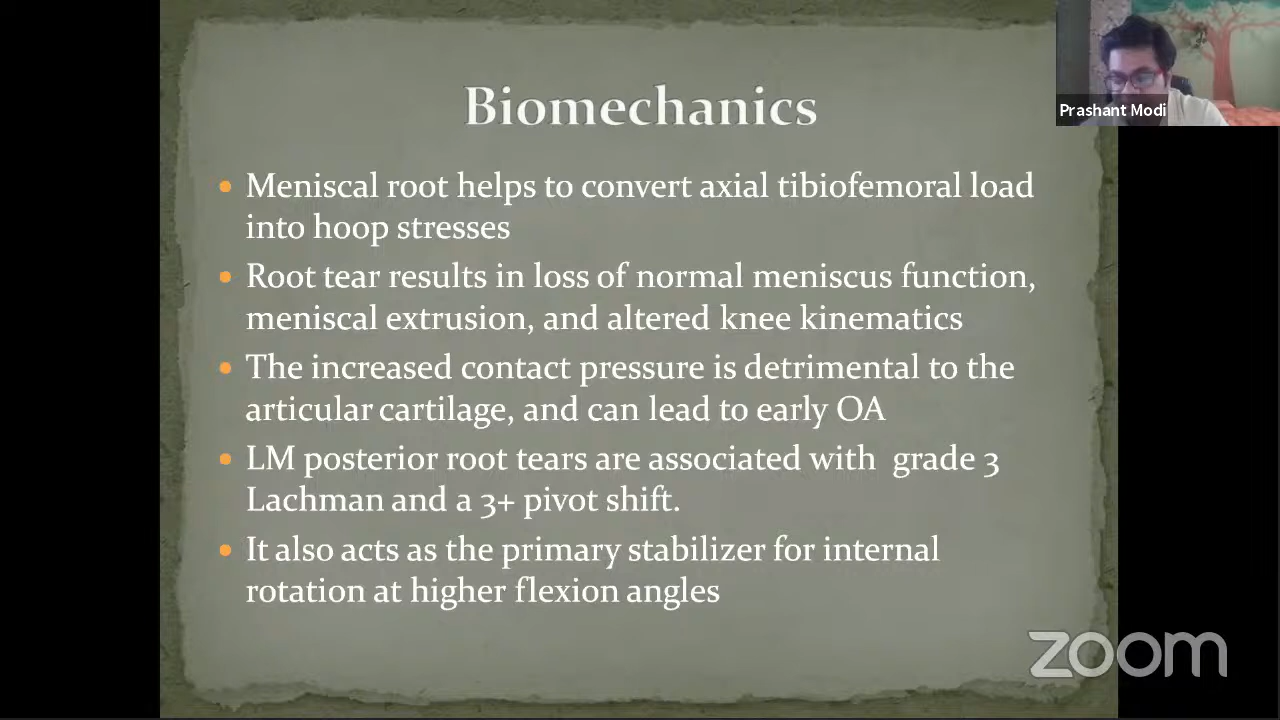 Biomechanics
Prashant Modi
Meniscal root helps to convert axial tibiofemoral load
into hoop stresses
Root tear results in loss of normal meniscus function,
meniscal extrusion, and altered knee kinematics
The increased contact pressure is detrimental to the
articular cartilage, and can lead to early OA
LM posterior root tears are associated with  grade 3
Lachman and a 3+ pivot shift.
It also acts as the primary stabilizer for internal
rotation at higher flexion angles
zoom